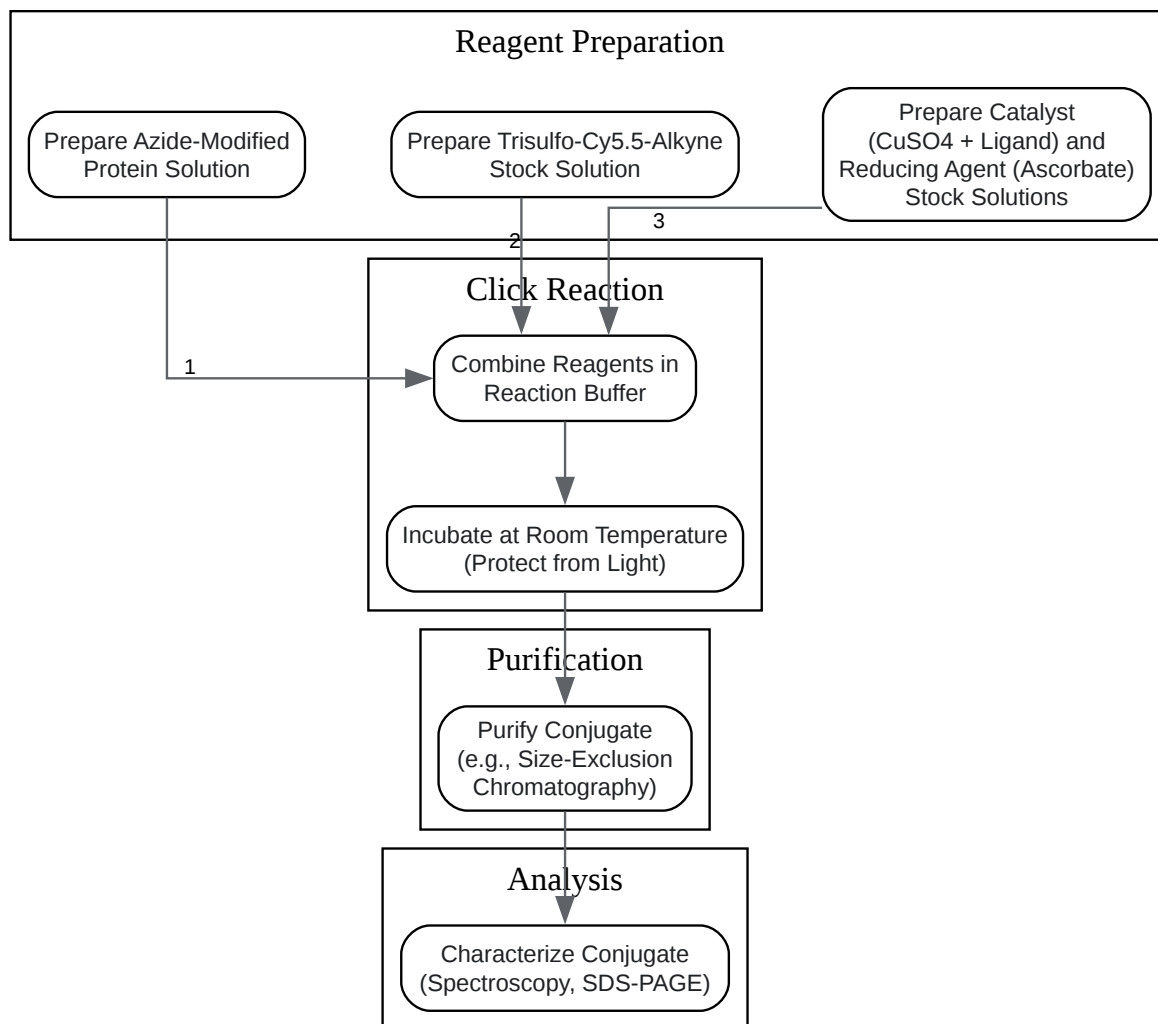 Reagent Preparation
Prepare Azide-Modified
Protein Solution
Prepare Trisulfo-Cy5.5-Alkyne
Stock Solution
Prepare Catalyst
(CuSO4 + Ligand) and
Reducing Agent (Ascorbate)
Stock Solutions
1
2
3
Click Reaction
Combine Reagents in
Reaction Buffer
Incubate at Room Temperature
(Protect from Light)
Purification
Purify Conjugate
(e.g., Size-Exclusion
Chromatography)
Analysis
Characterize Conjugate
(Spectroscopy, SDS-PAGE)